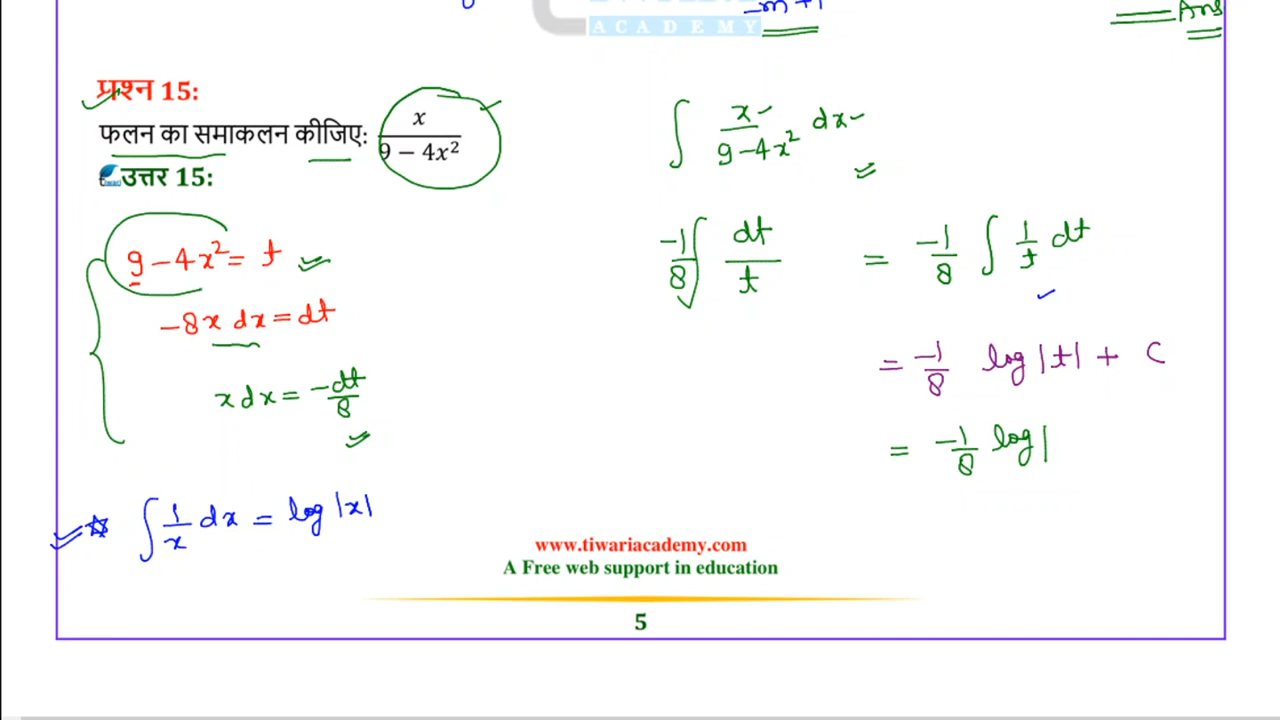 ACADEMY
-m+1
Ans
प्रश्न 15:
फलन का समाकलन कीजिए: x / 9 − 4x²
उत्तर 15:
∫ x / 9-4x² dx
9-4x² = t
-8x dx = dt
x dx = -dt/8
∫ 1/x dx = log |x|
-1/8 ∫ dt/t = -1/8 ∫ 1/t dt
= -1/8 log |t| + C
= -1/8 log |
www.tiwariacademy.com
A Free web support in education
5